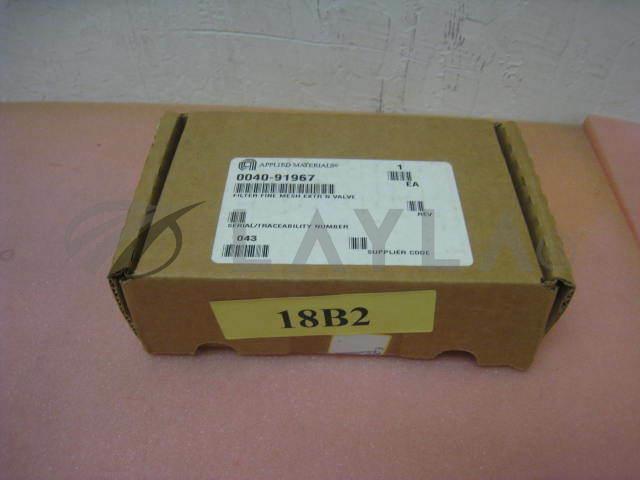 APPLIED MATERIALS®
1
0040-91967
EA
FILTER FINE MESH EXTR N VALVE
REV
SERIAL/TRACEABILITY NUMBER
043
SUPPLIER CODE
18B2